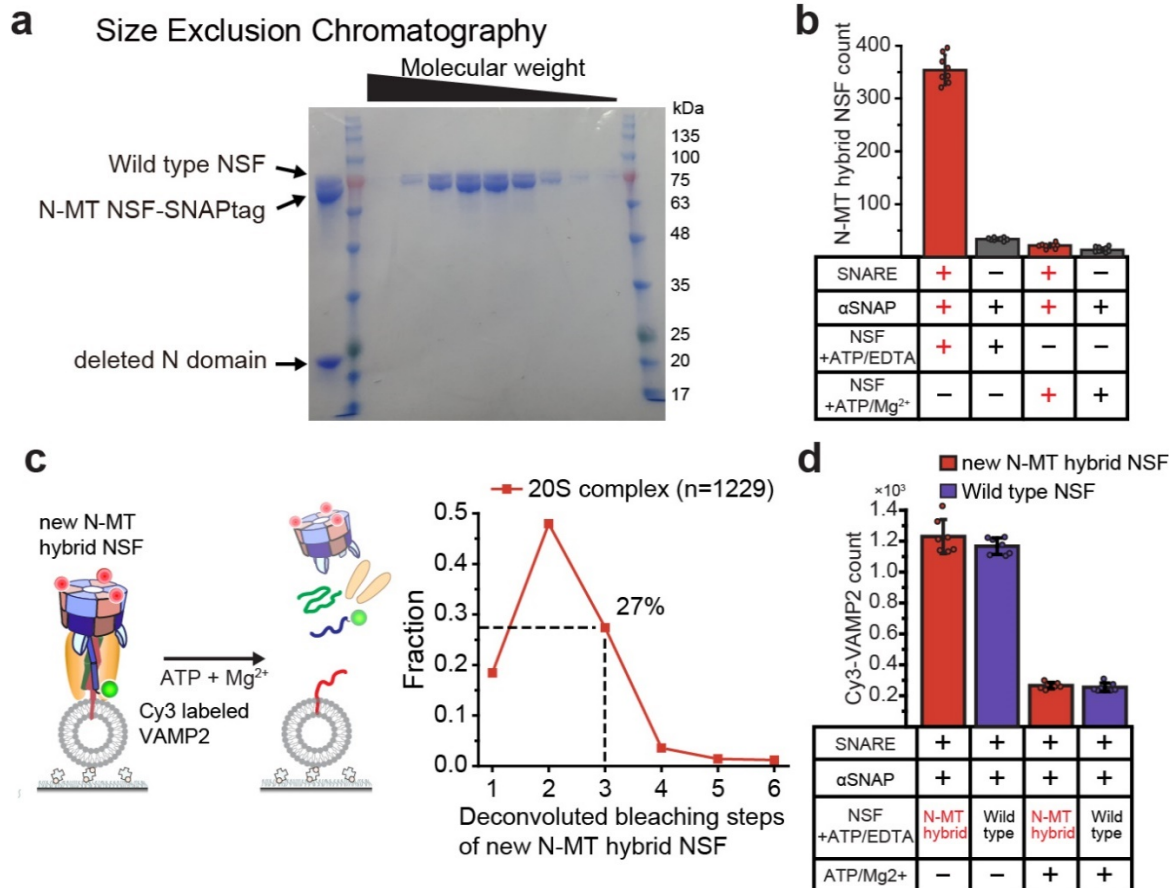 a
Size Exclusion Chromatography
Molecular weight
kDa
135
100
75
63
48
35
25
20
17
Wild type NSF
N-MT NSF-SNAPtag
deleted N domain
b
N-MT hybrid NSF count
400
300
200
100
SNARE + − + −
αSNAP + + + +
NSF +ATP/EDTA + + − −
NSF +ATP/Mg²⁺ − − + +
c
new N-MT
hybrid NSF
ATP + Mg²⁺
Cy3 labeled
VAMP2
20S complex (n=1229)
Fraction
0.5
0.4
0.3
0.2
0.1
0.0
27%
1 2 3 4 5 6
Deconvoluted bleaching steps
of new N-MT hybrid NSF
d
new N-MT hybrid NSF
Wild type NSF
×10³
Cy3-VAMP2 count
1.4
1.2
1.0
0.8
0.6
0.4
0.2
SNARE + + + +
αSNAP + + + +
NSF +ATP/EDTA N-MT hybrid Wild type N-MT hybrid Wild type
ATP/Mg2+ − − + +